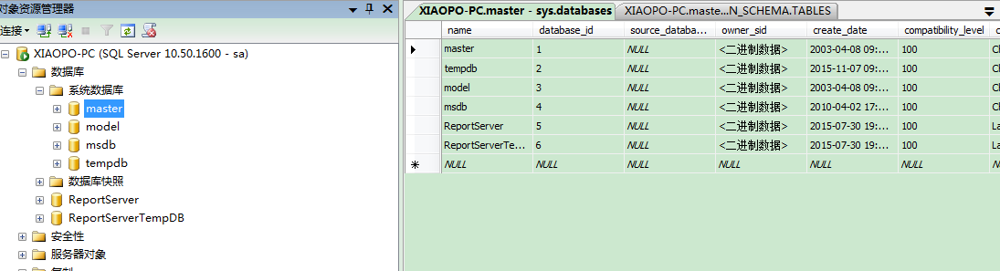 对象资源管理器
连接
XIAOPO-PC (SQL Server 10.50.1600 - sa)
数据库
系统数据库
master
model
msdb
tempdb
数据库快照
ReportServer
ReportServerTempDB
安全性
服务器对象
复制
XIAOPO-PC.master - sys.databases XIAOPO-PC.maste...N_SCHEMA.TABLES
name database_id source_databa... owner_sid create_date compatibility_level c
master 1 NULL <二进制数据> 2003-04-08 09:... 100 Ch
tempdb 2 NULL <二进制数据> 2015-11-07 09:... 100 Ch
model 3 NULL <二进制数据> 2003-04-08 09:... 100 Ch
msdb 4 NULL <二进制数据> 2010-04-02 17:... 100 Ch
ReportServer 5 NULL <二进制数据> 2015-07-30 19:... 100 La
ReportServerTe... 6 NULL <二进制数据> 2015-07-30 19:... 100 La
NULL NULL NULL NULL NULL NULL